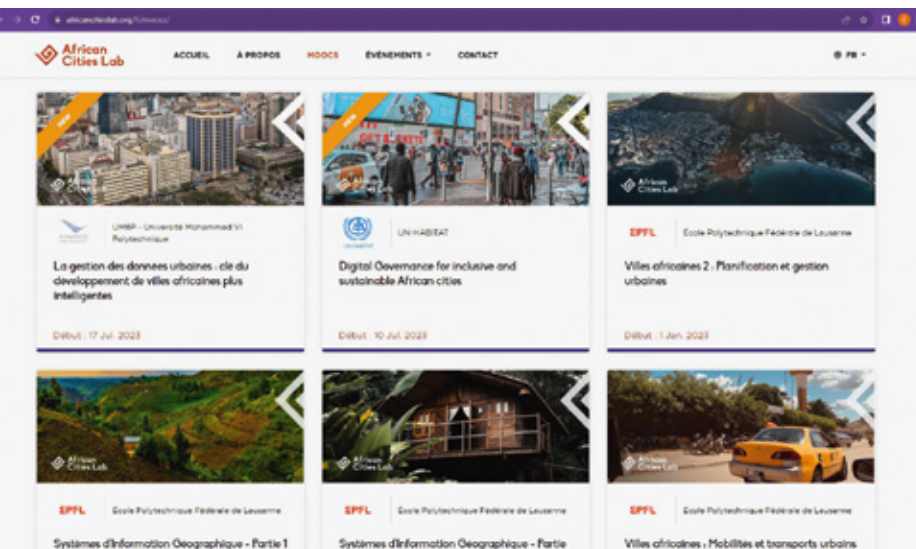 africancitieslab.org/fr/moocs/
African
Cities Lab
ACCUEIL
À PROPOS
MOOCS
ÉVÉNEMENTS
CONTACT
FR
NEW
African
Cities Lab
UM6P - Université Mohammed VI
Polytechnique
La gestion des données urbaines : clé du
développement de villes africaines plus
intelligentes
Début : 17 Jul. 2023
NEW
African
Cities Lab
UN-HABITAT
UN-HABITAT
Digital Governance for inclusive and
sustainable African cities
Début : 10 Jul. 2023
African
Cities Lab
EPFL
École Polytechnique Fédérale de Lausanne
Villes africaines 2 : Planification et gestion
urbaines
Début : 1 Jan. 2023
African
Cities Lab
EPFL
École Polytechnique Fédérale de Lausanne
Systèmes d'Information Géographique - Partie 1
African
Cities Lab
EPFL
École Polytechnique Fédérale de Lausanne
Systèmes d'Information Géographique - Partie
African
Cities Lab
EPFL
École Polytechnique Fédérale de Lausanne
Villes africaines : Mobilités et transports urbains